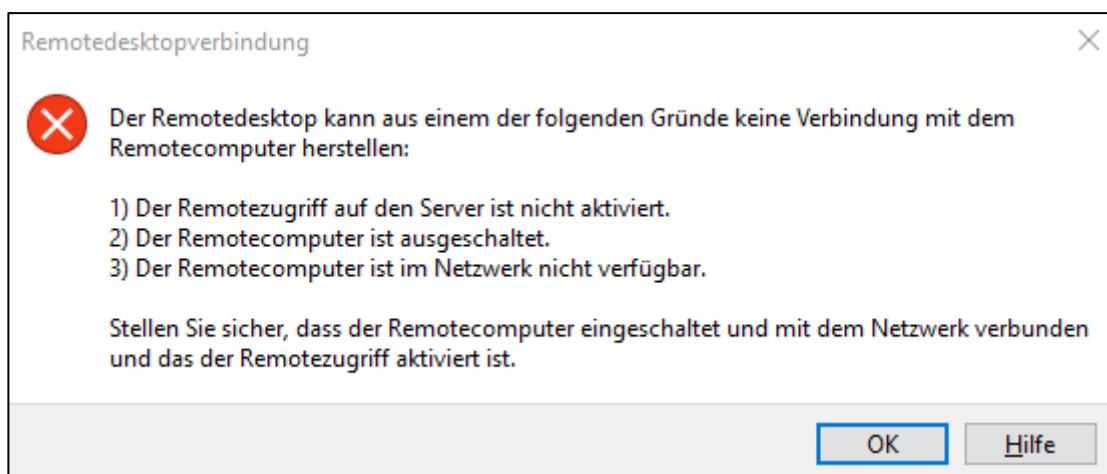 Remotedesktopverbindung
Der Remotedesktop kann aus einem der folgenden Gründe keine Verbindung mit dem
Remotecomputer herstellen:
1) Der Remotezugriff auf den Server ist nicht aktiviert.
2) Der Remotecomputer ist ausgeschaltet.
3) Der Remotecomputer ist im Netzwerk nicht verfügbar.
Stellen Sie sicher, dass der Remotecomputer eingeschaltet und mit dem Netzwerk verbunden
und das der Remotezugriff aktiviert ist.
OK
Hilfe